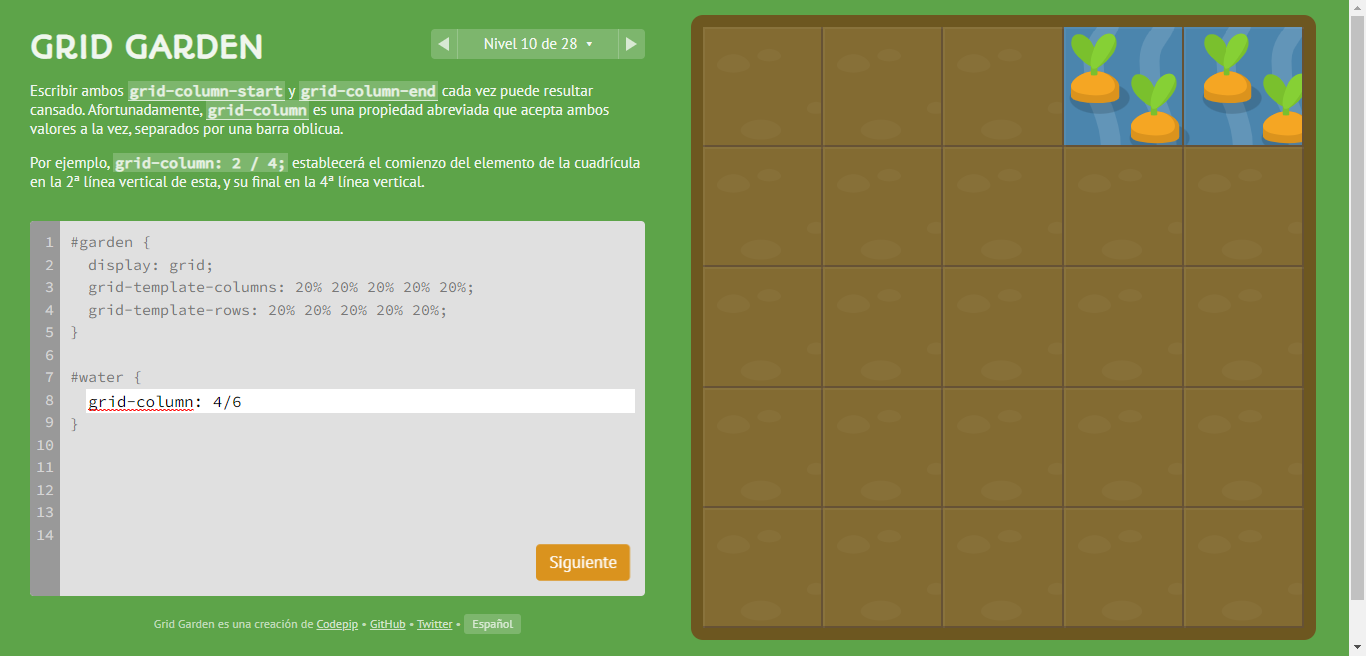 GRID GARDEN
Nivel 10 de 28
Escribir ambos grid-column-start y grid-column-end cada vez puede resultar
cansado. Afortunadamente, grid-column es una propiedad abreviada que acepta ambos
valores a la vez, separados por una barra oblicua.
Por ejemplo, grid-column: 2 / 4; establecerá el comienzo del elemento de la cuadrícula
en la 2ª línea vertical de esta, y su final en la 4ª línea vertical.
1 #garden {
2 display: grid;
3 grid-template-columns: 20% 20% 20% 20% 20%;
4 grid-template-rows: 20% 20% 20% 20% 20%;
5 }
6
7 #water {
8 grid-column: 4/6
9 }
10
11
12
13
14
Siguiente
Grid Garden es una creación de Codepip • GitHub • Twitter • Español